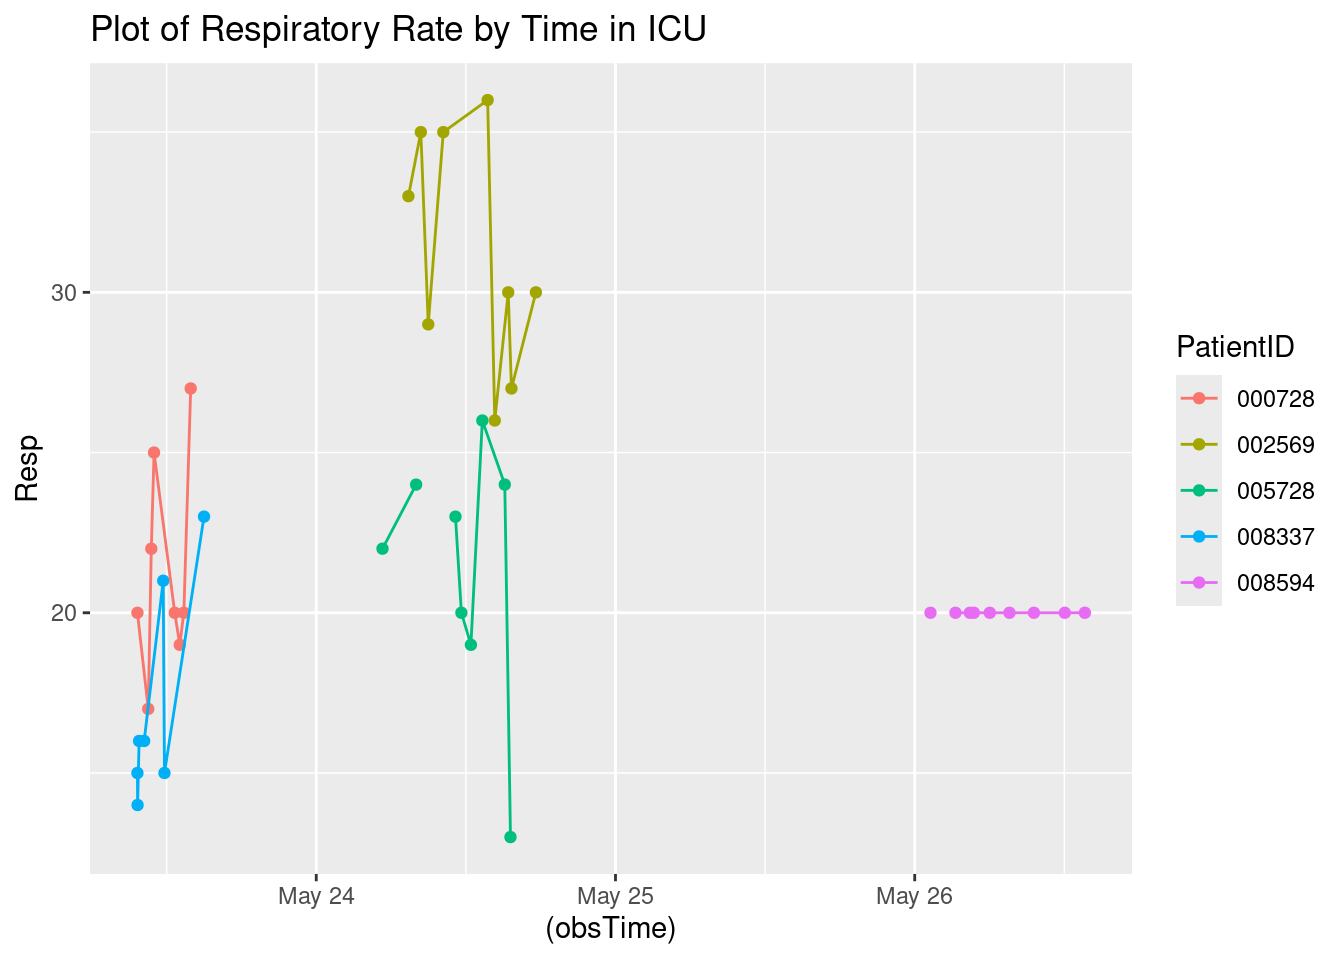 Plot of Respiratory Rate by Time in ICU
Resp
30
20
May 24
May 25
May 26
(obsTime)
PatientID
000728
002569
005728
008337
008594